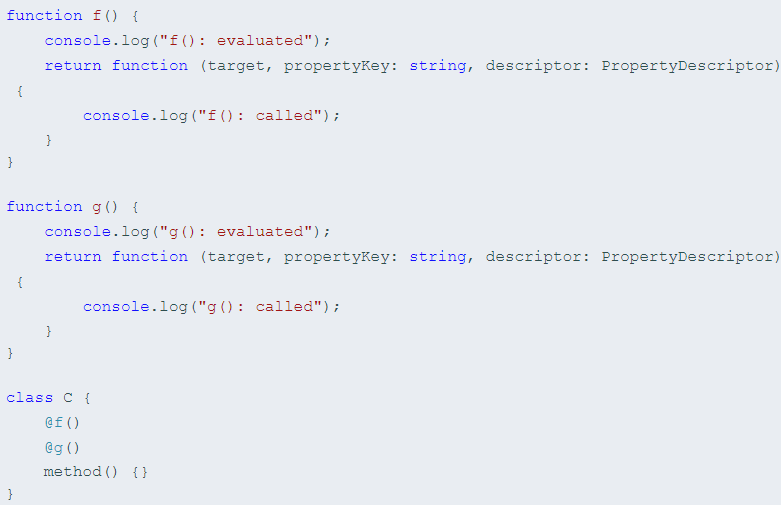 function f() {
    console.log("f(): evaluated");
    return function (target, propertyKey: string, descriptor: PropertyDescriptor)
 {
        console.log("f(): called");
    }
}

function g() {
    console.log("g(): evaluated");
    return function (target, propertyKey: string, descriptor: PropertyDescriptor)
 {
        console.log("g(): called");
    }
}

class C {
    @f()
    @g()
    method() {}
}